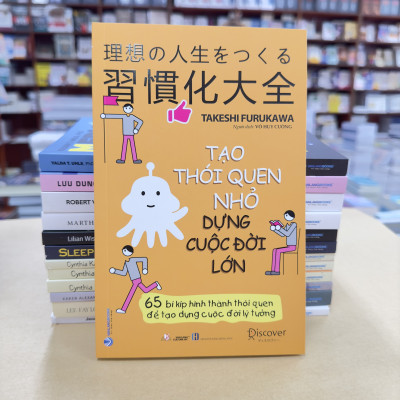 理想の人生をつくる
習慣化大全
TAKESHI FURUKAWA
Người dịch: VÕ HUY CƯỜNG
TẠO
THÓI QUEN
NHỎ
DỰNG
CUỘC ĐỜI
LỚN
65 bí kíp hình thành thói quen
để tạo dựng cuộc đời lý tưởng
Discover
LUU DUNG
ROBERT
MARTH
Lilian We
SLEEP
Cynthia K
Cynthia
Cynthia